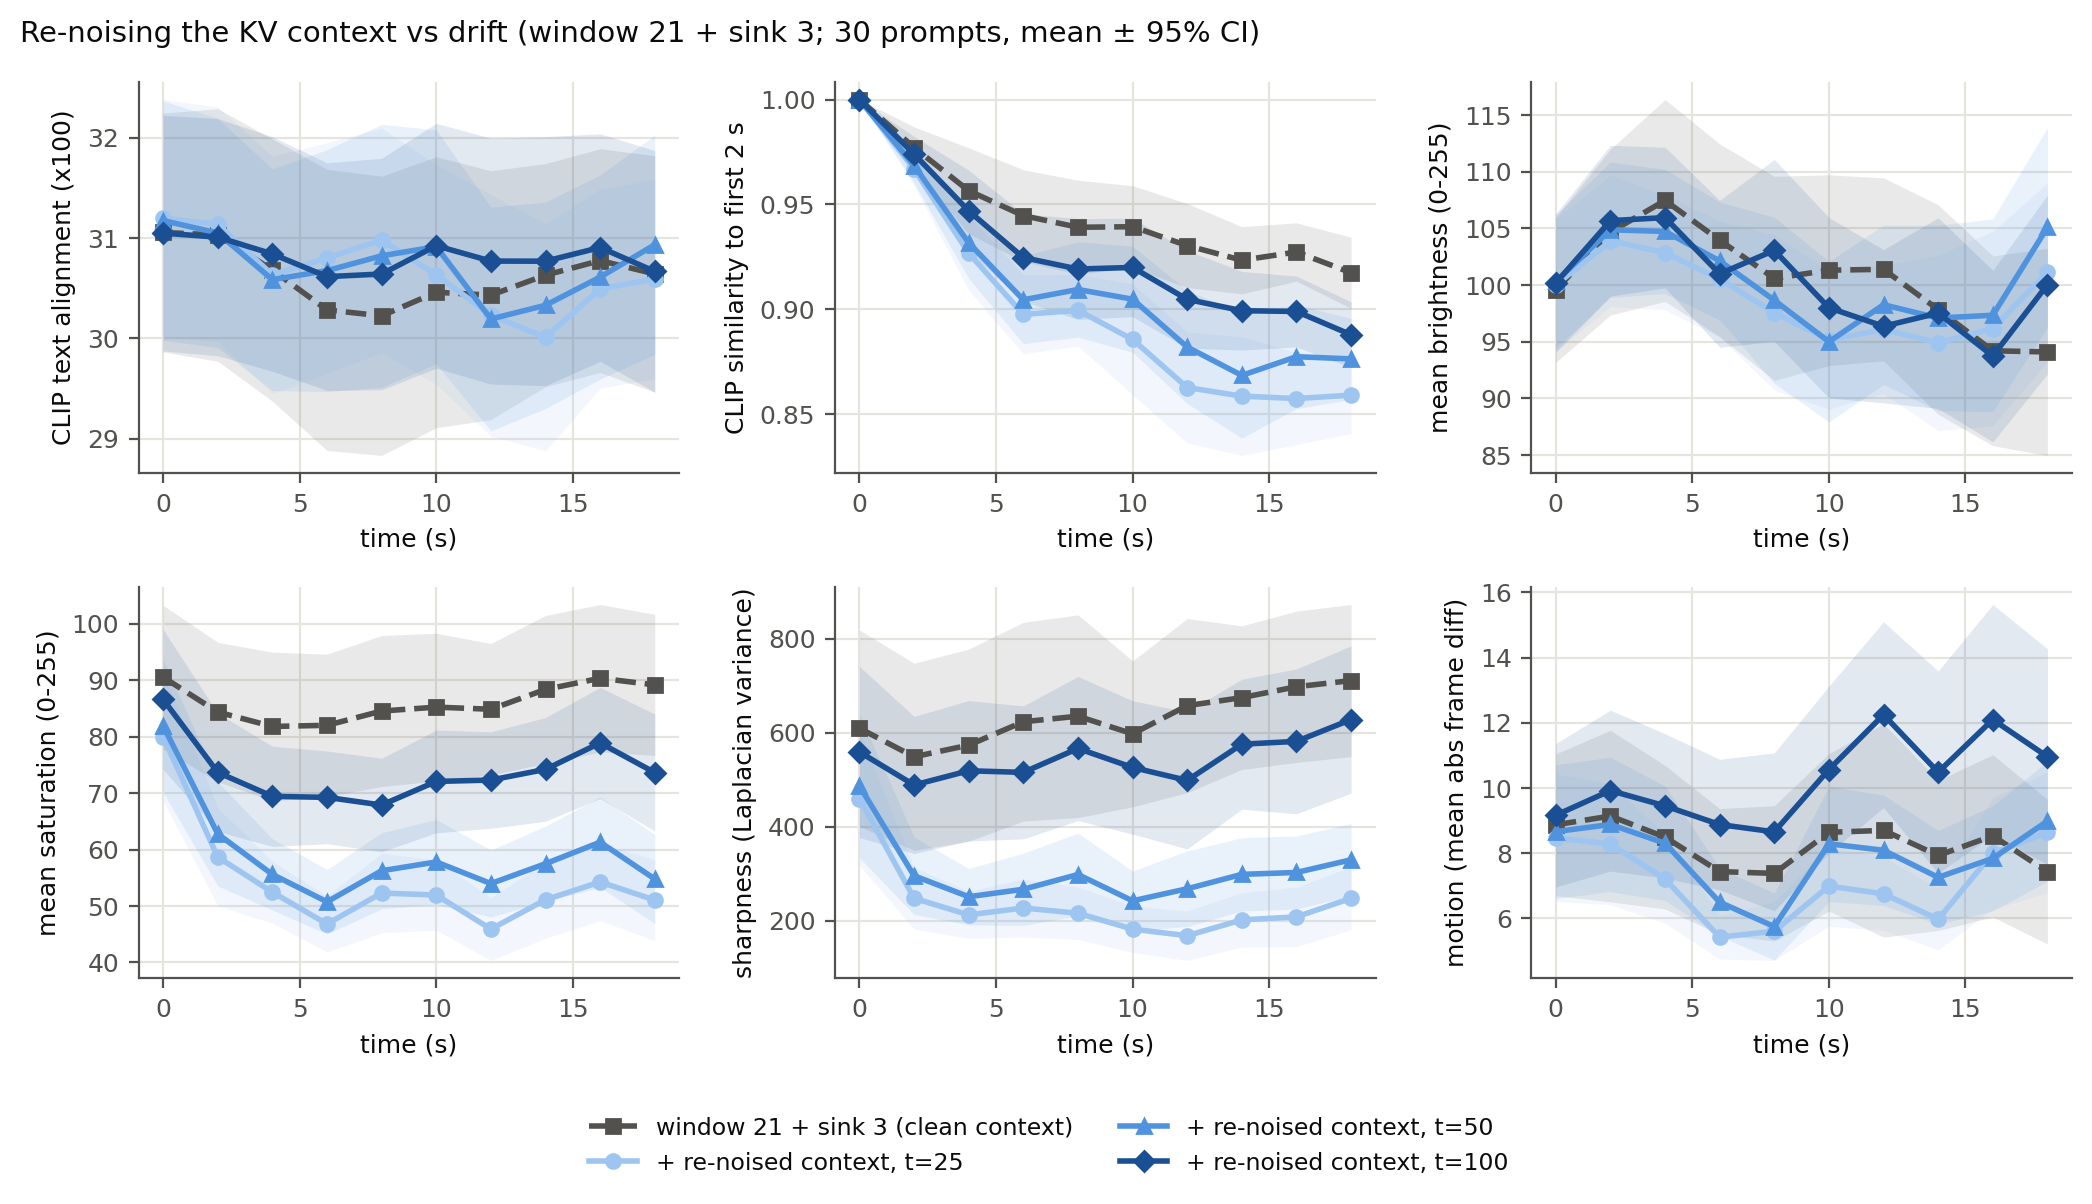 Re-noising the KV context vs drift (window 21 + sink 3; 30 prompts, mean ± 95% CI)
CLIP text alignment (x100)
32
31
30
29
0 5 10 15
time (s)
CLIP similarity to first 2 s
1.00
0.95
0.90
0.85
0 5 10 15
time (s)
mean brightness (0-255)
115
110
105
100
95
90
85
0 5 10 15
time (s)
mean saturation (0-255)
100
90
80
70
60
50
40
0 5 10 15
time (s)
sharpness (Laplacian variance)
800
600
400
200
0 5 10 15
time (s)
motion (mean abs frame diff)
16
14
12
10
8
6
0 5 10 15
time (s)
window 21 + sink 3 (clean context)
+ re-noised context, t=25
+ re-noised context, t=50
+ re-noised context, t=100